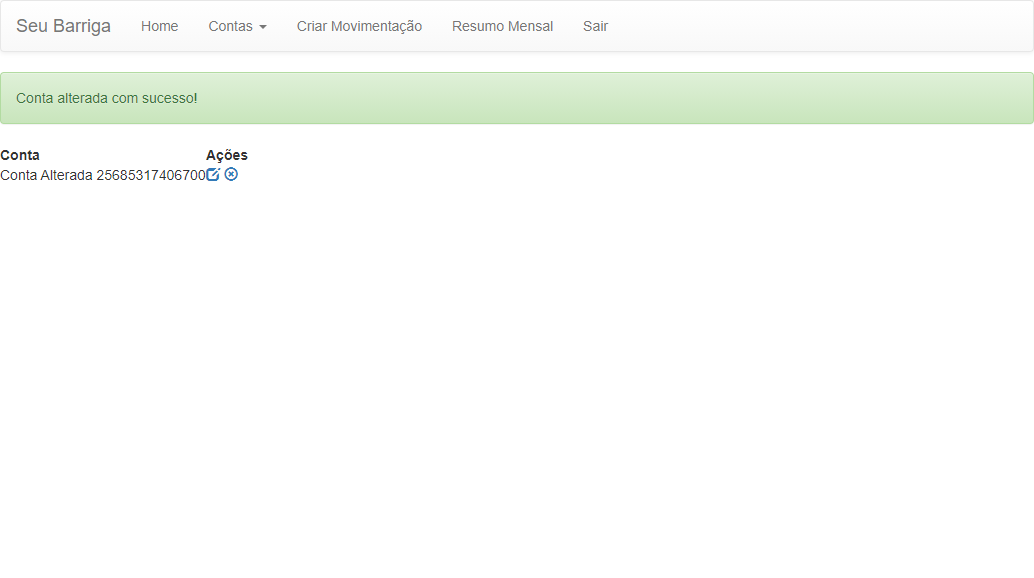 Seu Barriga Home Contas Criar Movimentação Resumo Mensal Sair
Conta alterada com sucesso!
Conta Ações
Conta Alterada 25685317406700